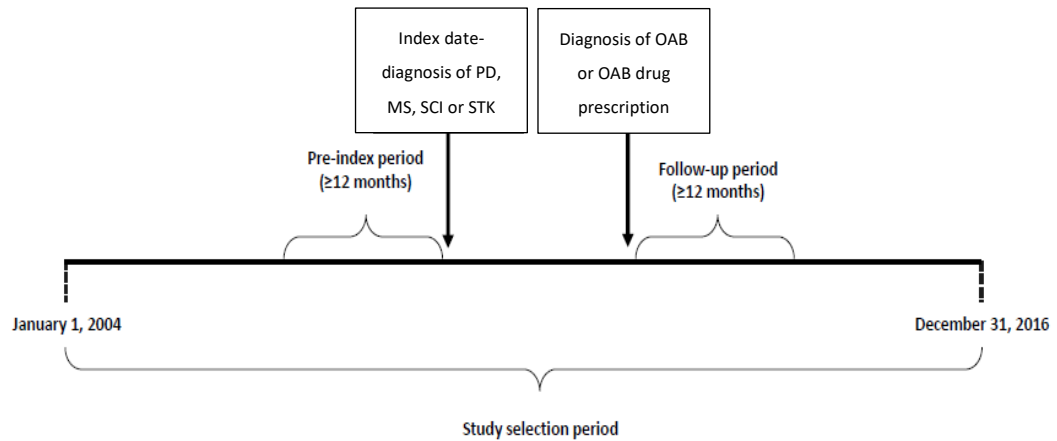 Index date-
diagnosis of PD,
MS, SCI or STK
Diagnosis of OAB
or OAB drug
prescription
Pre-index period
(≥12 months)
Follow-up period
(≥12 months)
January 1, 2004
December 31, 2016
Study selection period